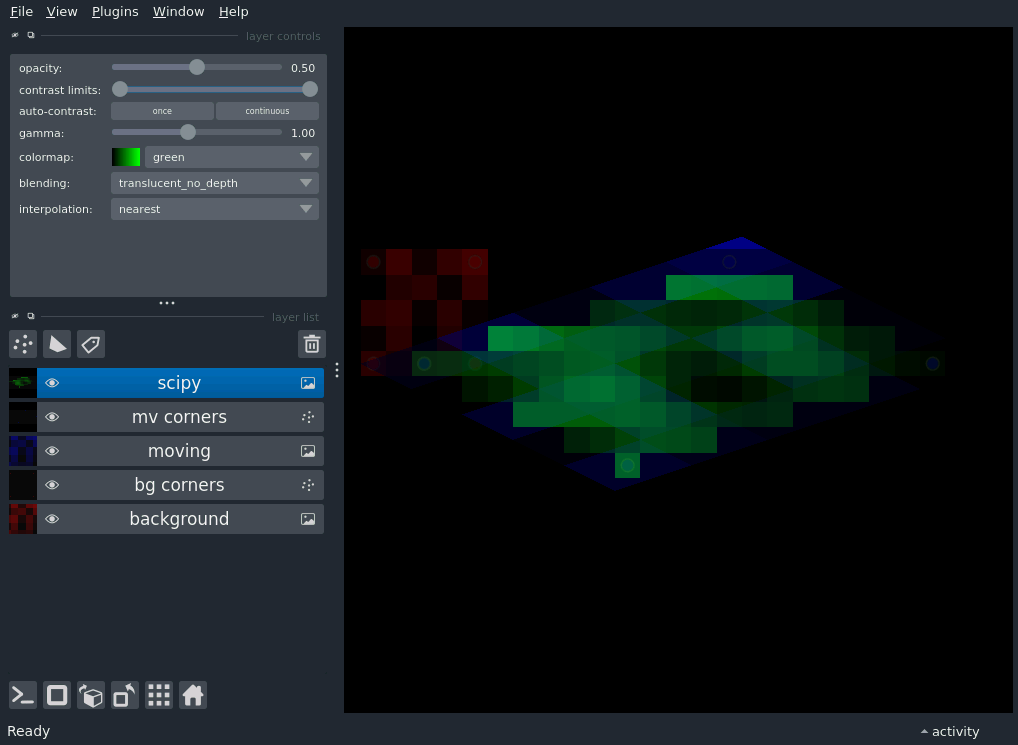 File View Plugins Window Help
layer controls
opacity: 0.50
contrast limits:
auto-contrast: once continuous
gamma: 1.00
colormap: green
blending: translucent_no_depth
interpolation: nearest
layer list
scipy
mv corners
moving
bg corners
background
Ready activity